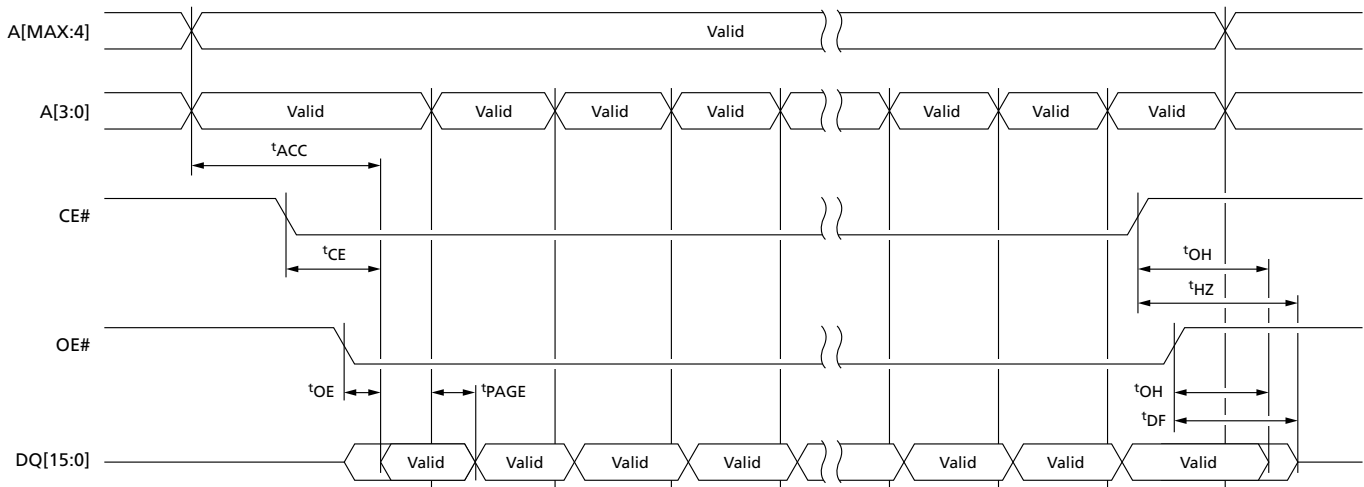 A[MAX:4]
Valid
A[3:0]
Valid Valid Valid Valid Valid Valid Valid
tACC
CE#
tCE
tOH
tHZ
OE#
tOE
tPAGE
tOH
tDF
DQ[15:0]
Valid Valid Valid Valid Valid Valid Valid